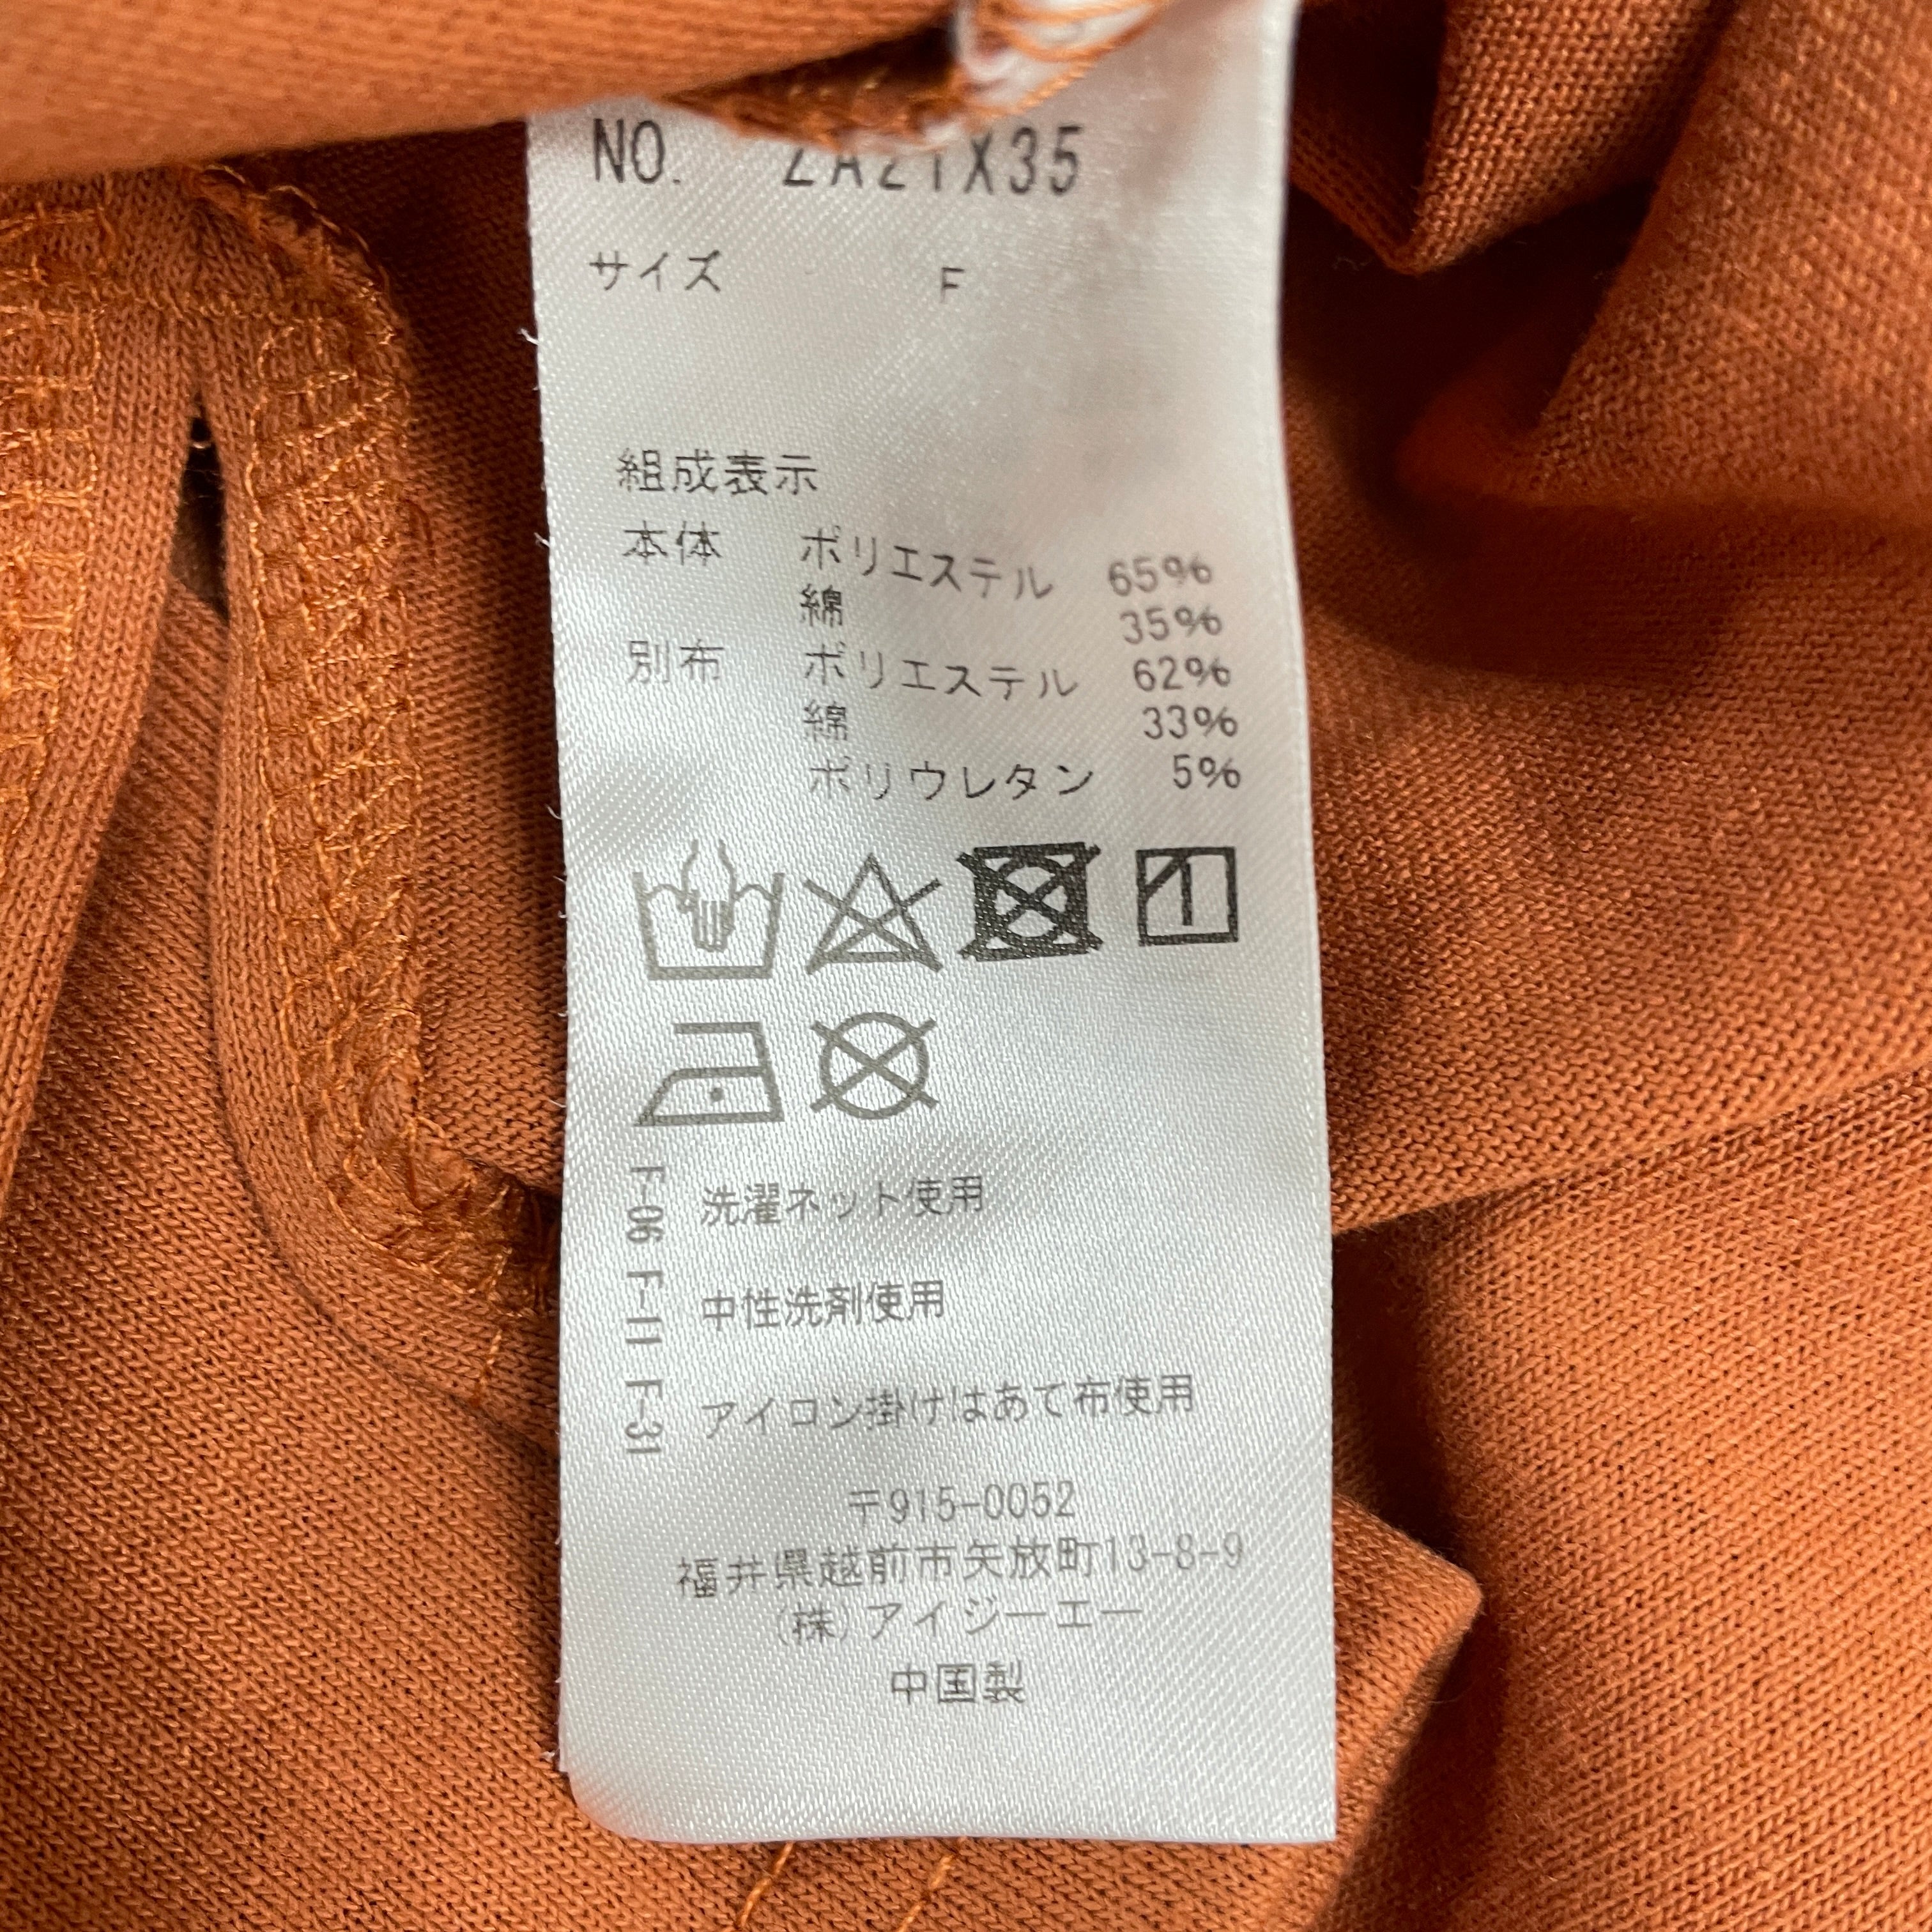 NO. ZA21X35
サイズ F
組成表示
本体 ポリエステル 65%
綿 35%
別布 ポリエステル 62%
綿 33%
ポリウレタン 5%
F-06 F-11 F-31
洗濯ネット使用
中性洗剤使用
アイロン掛けはあて布使用
〒915-0052
福井県越前市矢放町13-8-9
(株)アイジーエー
中国製